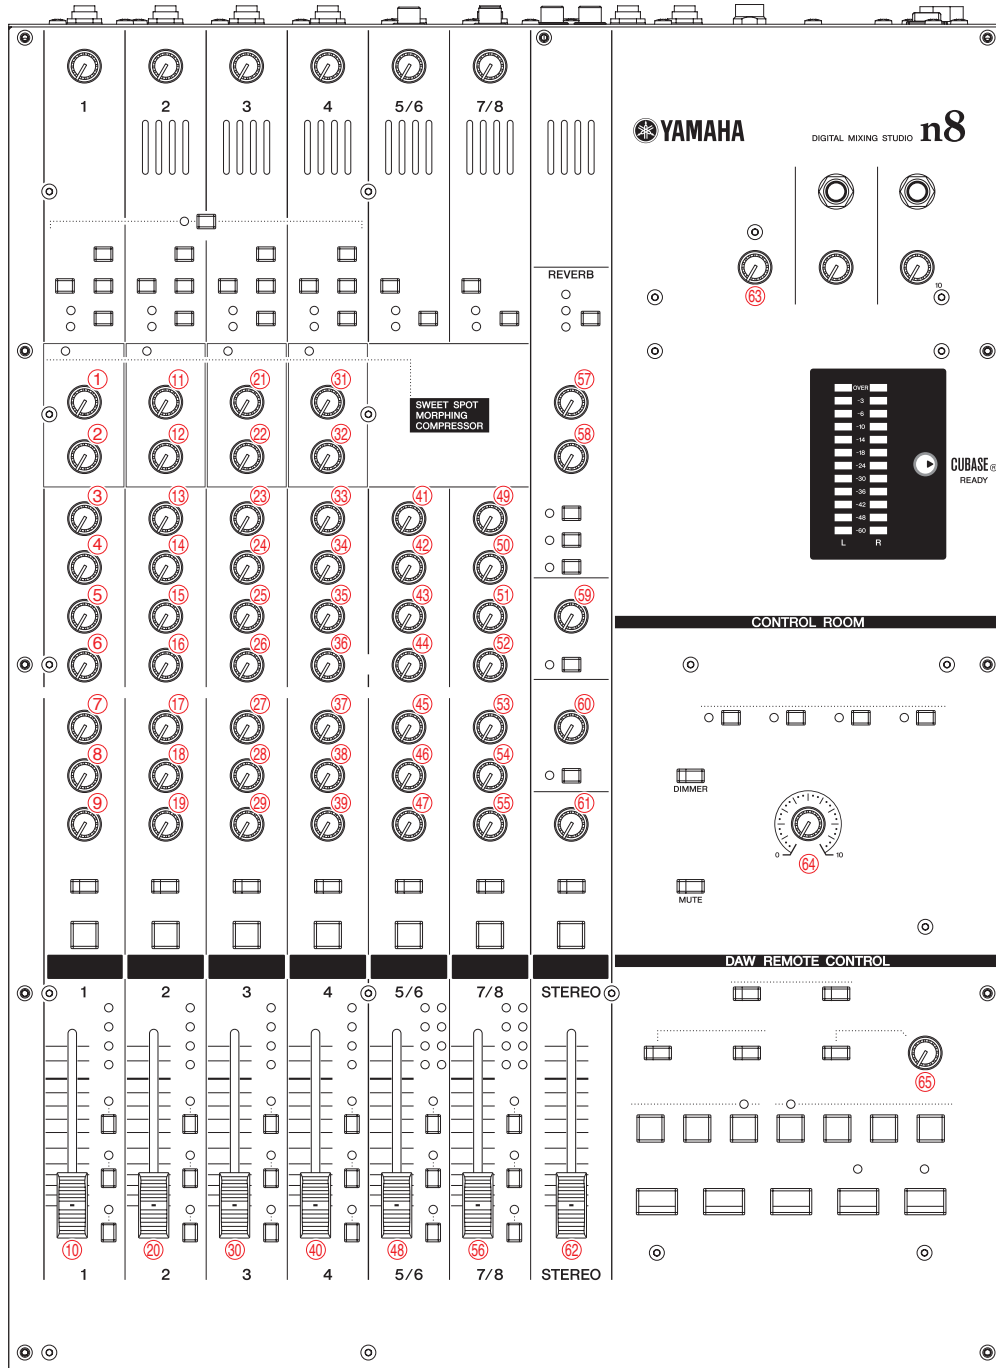 1 2 3 4 5/6 7/8
YAMAHA
DIGITAL MIXING STUDIO n8
REVERB
63
10
1 11 21 31 57
SWEET SPOT
MORPHING
COMPRESSOR
2 12 22 32 58
OVER
-3
-6
-10
-14
-18
-24
-30
-36
-42
-48
-60
L R
CUBASE
READY
3 13 23 33 41 49
4 14 24 34 42 50
5 15 25 35 43 51 59
6 16 26 36 44 52
CONTROL ROOM
7 17 27 37 45 53 60
8 18 28 38 46 54
DIMMER
9 19 29 39 47 55 61
0 10
64
MUTE
DAW REMOTE CONTROL
1 2 3 4 5/6 7/8 STEREO
65
10 20 30 40 48 56 62
1 2 3 4 5/6 7/8 STEREO